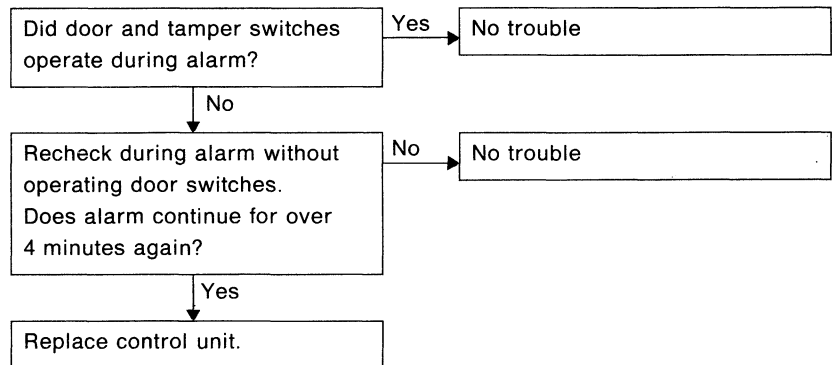 Did door and tamper switches
operate during alarm?
Yes
No trouble
No
Recheck during alarm without
operating door switches.
Does alarm continue for over
4 minutes again?
No
No trouble
Yes
Replace control unit.